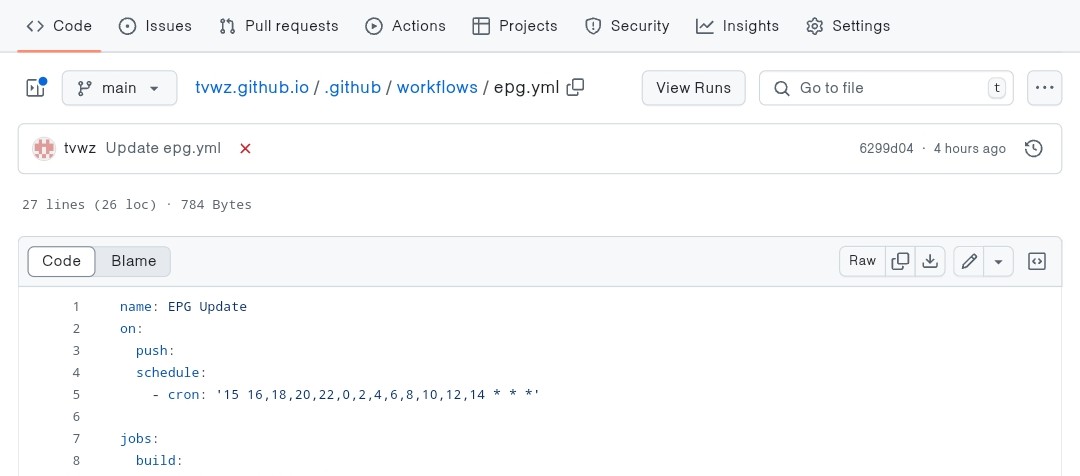 Code Issues Pull requests Actions Projects Security Insights Settings
main tvwz.github.io / .github / workflows / epg.yml View Runs Go to file t
tvwz Update epg.yml 6299d04 · 4 hours ago
27 lines (26 loc) · 784 Bytes
Code Blame Raw
1 name: EPG Update
2 on:
3 push:
4 schedule:
5 - cron: '15 16,18,20,22,0,2,4,6,8,10,12,14 * * *'
6
7 jobs:
8 build: